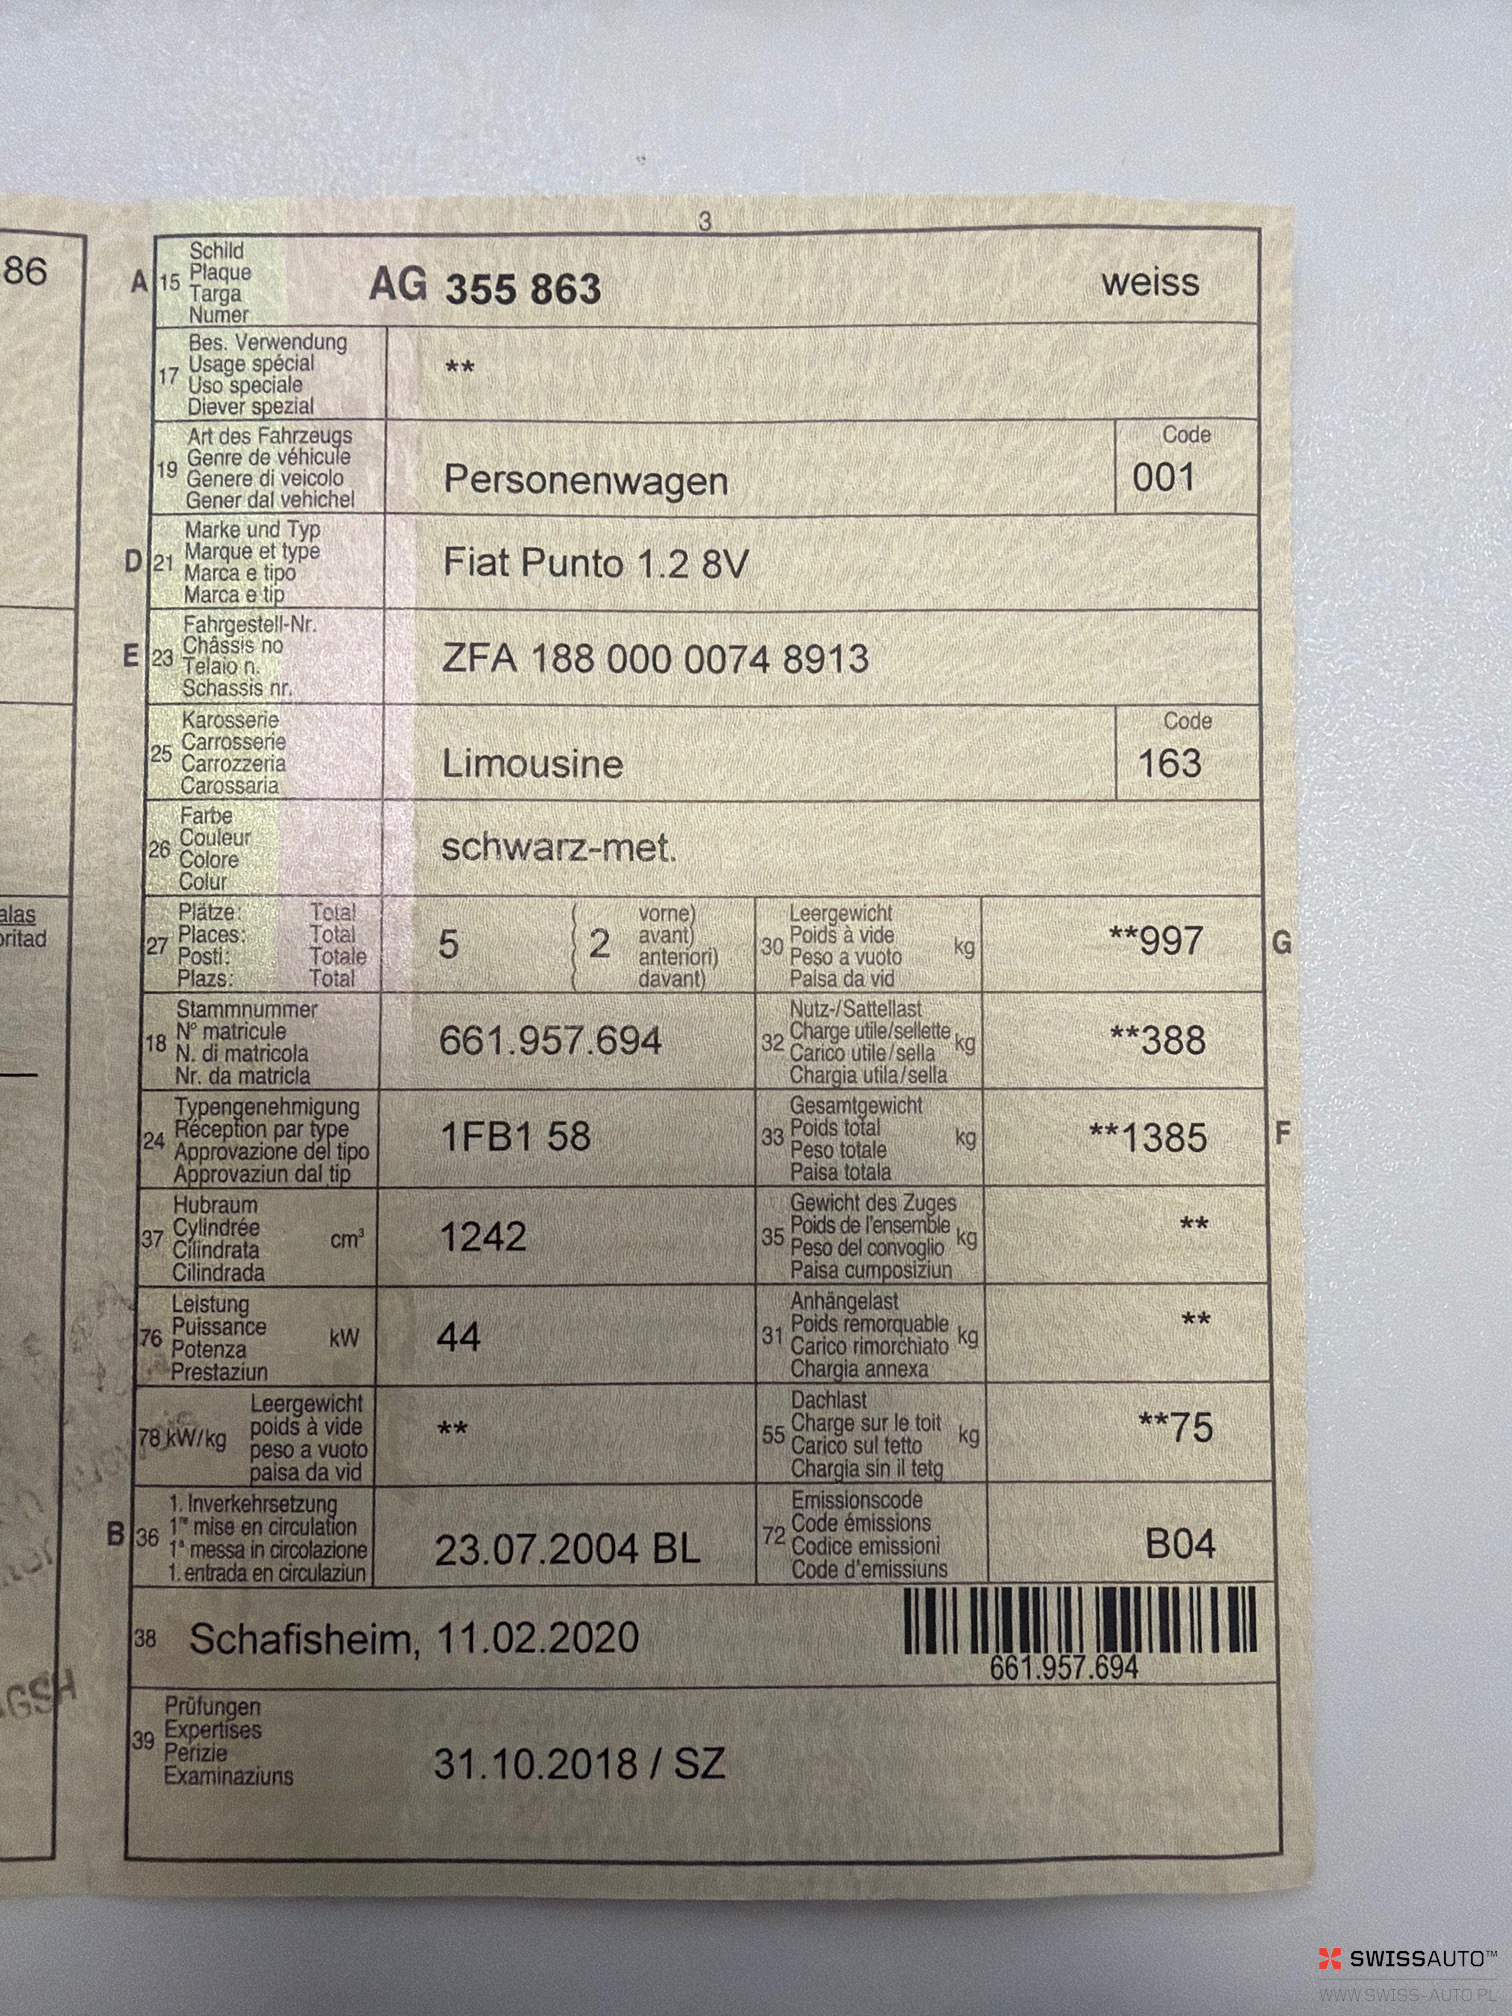 3
86
A 15 Schild
Plaque
Targa
Numer
AG 355 863 weiss
17 Bes. Verwendung
Usage spécial
Uso speciale
Diever spezial
**
19 Art des Fahrzeugs
Genre de véhicule
Genere di veicolo
Gener dal vehichel
Personenwagen
Code
001
D 21 Marke und Typ
Marque et type
Marca e tipo
Marca e tip
Fiat Punto 1.2 8V
E 23 Fahrgestell-Nr.
Châssis no
Telaio n.
Schassis nr.
ZFA 188 000 0074 8913
25 Karosserie
Carrosserie
Carrozzeria
Carossaria
Limousine
Code
163
26 Farbe
Couleur
Colore
Colur
schwarz-met.
alas
oritad
27 Plätze: Total
Places: Total
Posti: Totale
Plazs: Total
5 ( 2 vorne)
avant)
anteriori)
davant)
30 Leergewicht
Poids à vide
Peso a vuoto
Paisa da vid
kg
**997 G
18 Stammnummer
N° matricule
N. di matricola
Nr. da matricla
661.957.694
32 Nutz-/Sattellast
Charge utile/sellette
Carico utile/sella
Chargia utila/sella
kg
**388
24 Typengenehmigung
Réception par type
Approvazione del tipo
Approvaziun dal tip
1FB1 58
33 Gesamtgewicht
Poids total
Peso totale
Paisa totala
kg
**1385 F
37 Hubraum
Cylindrée
Cilindrata
Cilindrada
cm³
1242
35 Gewicht des Zuges
Poids de l'ensemble
Peso del convoglio
Paisa cumposiziun
kg
**
76 Leistung
Puissance
Potenza
Prestaziun
kW
44
31 Anhängelast
Poids remorquable
Carico rimorchiato
Chargia annexa
kg
**
78 kW/kg Leergewicht
poids à vide
peso a vuoto
paisa da vid
**
55 Dachlast
Charge sur le toit
Carico sul tetto
Chargia sin il tetg
kg
**75
B 36 1. Inverkehrsetzung
1re mise en circulation
1a messa in circolazione
1. entrada en circulaziun
23.07.2004 BL
72 Emissionscode
Code émissions
Codice emissioni
Code d'emissiuns
B04
38 Schafisheim, 11.02.2020
661.957.694
GSH
39 Prüfungen
Expertises
Perizie
Examinaziuns
31.10.2018 / SZ
SWISSAUTO™
WWW.SWISS-AUTO.PL